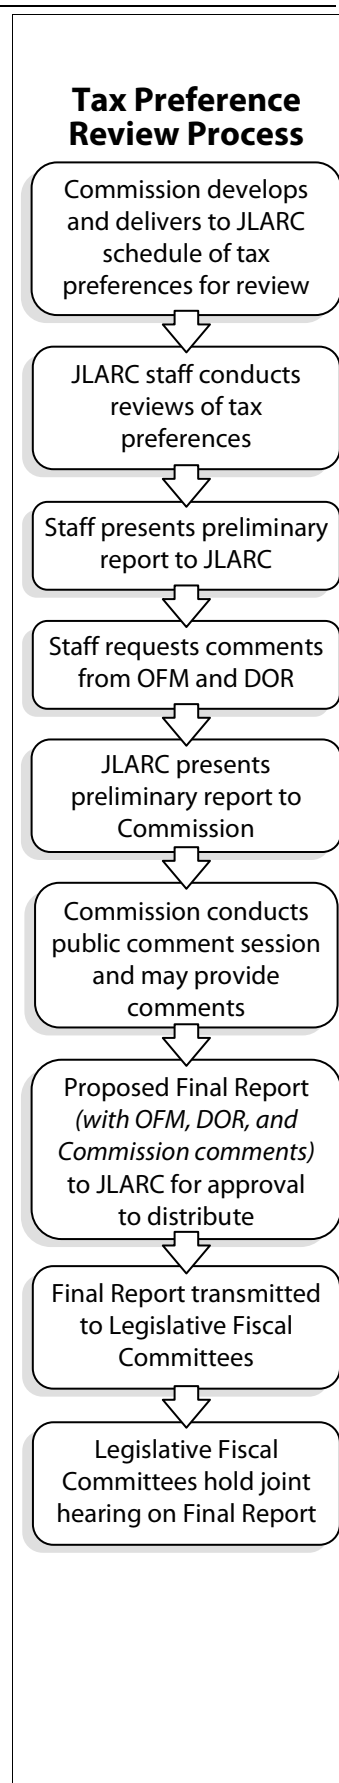 Tax Preference
Review Process
Commission develops
and delivers to JLARC
schedule of tax
preferences for review
JLARC staff conducts
reviews of tax
preferences
Staff presents preliminary
report to JLARC
Staff requests comments
from OFM and DOR
JLARC presents
preliminary report to
Commission
Commission conducts
public comment session
and may provide
comments
Proposed Final Report
(with OFM, DOR, and
Commission comments)
to JLARC for approval
to distribute
Final Report transmitted
to Legislative Fiscal
Committees
Legislative Fiscal
Committees hold joint
hearing on Final Report